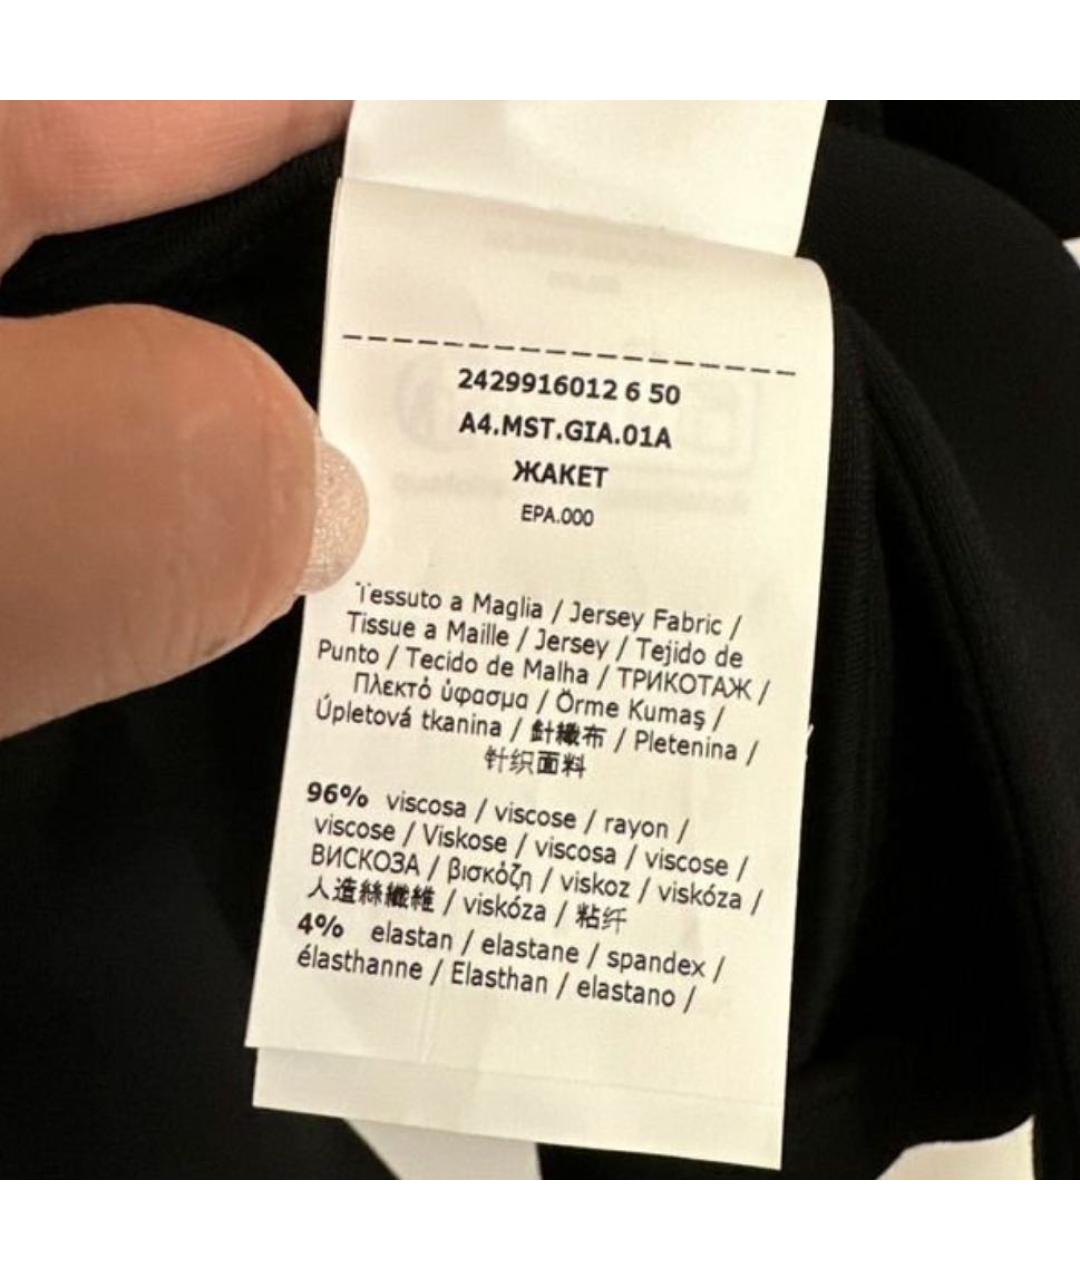 2429916012 6 50
A4.MST.GIA.01A
ЖАКЕТ
EPA.000
Tessuto a Maglia / Jersey Fabric /
Tissue a Maille / Jersey / Tejido de
Punto / Tecido de Malha / ТРИКОТАЖ /
Πλεκτό ύφασμα / Örme Kumaş /
Úpletová tkanina / 針織布 / Pletenina /
针织面料
96% viscosa / viscose / rayon /
viscose / Viskose / viscosa / viscose /
ВИСКОЗА / βισκόζη / viskoz / viskóza /
人造絲纖維 / viskóza / 粘纤
4% elastan / elastane / spandex /
élasthanne / Elasthan / elastano /